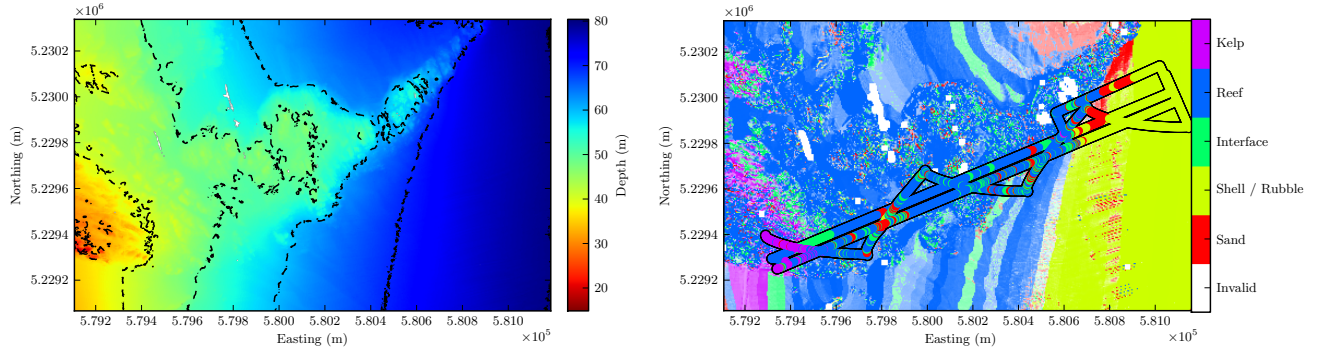 ×10⁶
5.2304
5.2302
5.2300
5.2298
5.2296
5.2294
5.2292
Northing (m)
5.792 5.794 5.796 5.798 5.800 5.802 5.804 5.806 5.808 5.810
×10⁵
Easting (m)
80
70
60
50
40
30
20
Depth (m)
×10⁶
5.2304
5.2302
5.2300
5.2298
5.2296
5.2294
5.2292
Northing (m)
5.792 5.794 5.796 5.798 5.800 5.802 5.804 5.806 5.808 5.810
×10⁵
Easting (m)
Kelp
Reef
Interface
Shell / Rubble
Sand
Invalid